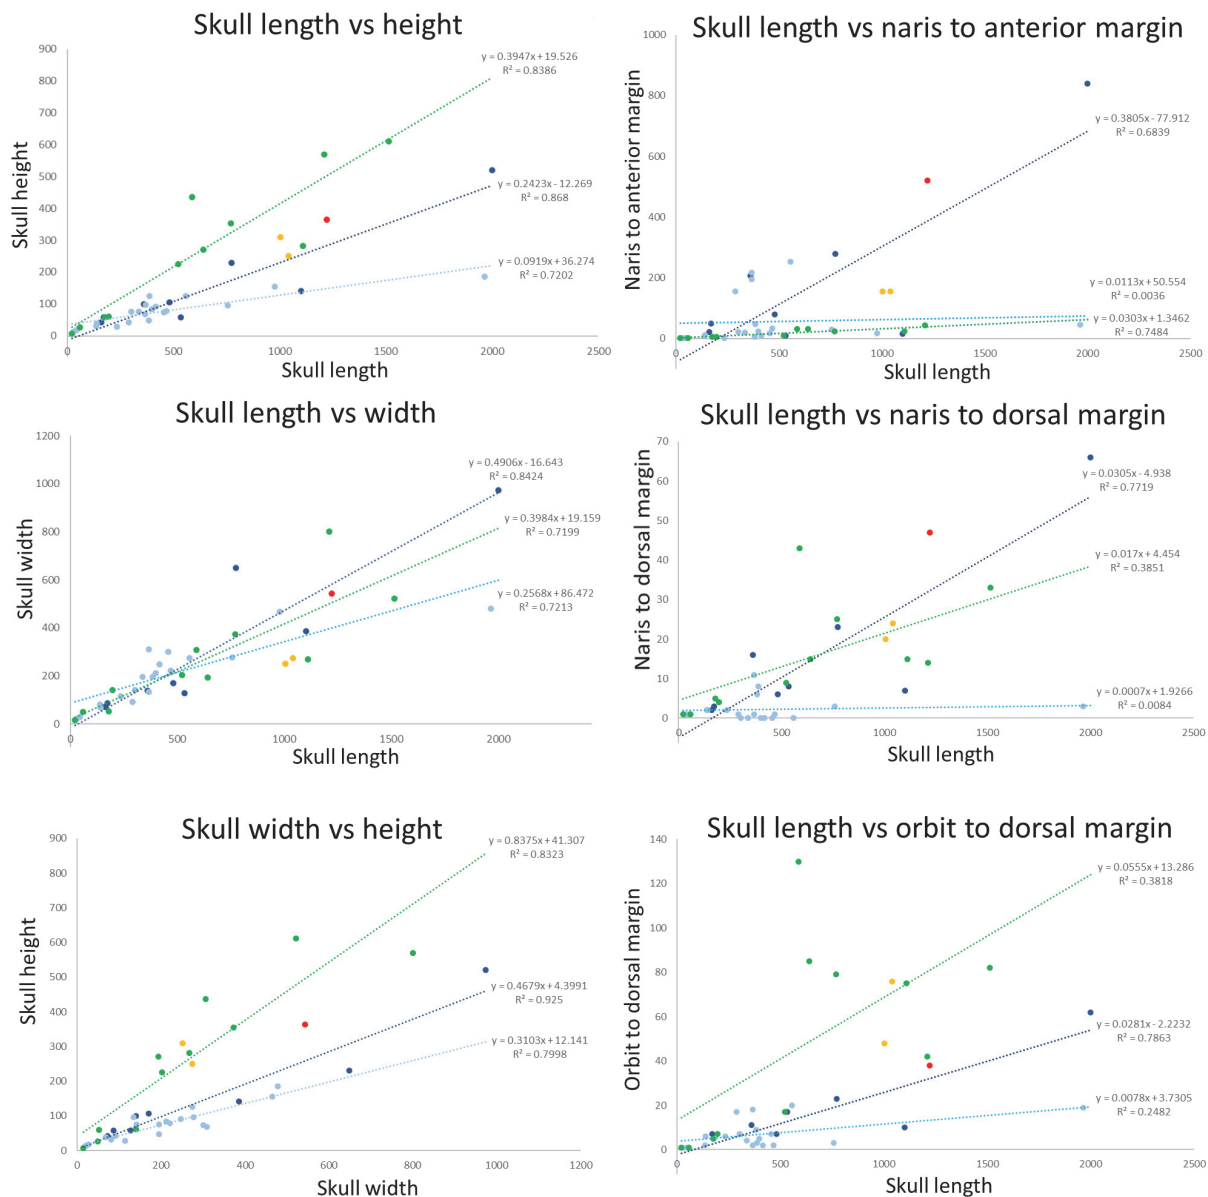 Skull length vs height
900
800
700
600
500
400
300
200
100
0
0
500
1000
1500
2000
2500
Skull height
Skull length
y = 0.3947x + 19.526
R² = 0.8386
y = 0.2423x - 12.269
R² = 0.868
y = 0.0919x + 36.274
R² = 0.7202
Skull length vs naris to anterior margin
1000
800
600
400
200
0
0
500
1000
1500
2000
2500
Naris to anterior margin
Skull length
y = 0.3805x - 77.912
R² = 0.6839
y = 0.0113x + 50.554
R² = 0.0036
y = 0.0303x + 1.3462
R² = 0.7484
Skull length vs width
1200
1000
800
600
400
200
0
0
500
1000
1500
2000
Skull width
Skull length
y = 0.4906x - 16.643
R² = 0.8424
y = 0.3984x + 19.159
R² = 0.7199
y = 0.2568x + 86.472
R² = 0.7213
Skull length vs naris to dorsal margin
70
60
50
40
30
20
10
0
0
500
1000
1500
2000
2500
Naris to dorsal margin
Skull length
y = 0.0305x - 4.938
R² = 0.7719
y = 0.017x + 4.454
R² = 0.3851
y = 0.0007x + 1.9266
R² = 0.0084
Skull width vs height
900
800
700
600
500
400
300
200
100
0
0
200
400
600
800
1000
1200
Skull height
Skull width
y = 0.8375x + 41.307
R² = 0.8323
y = 0.4679x + 4.3991
R² = 0.925
y = 0.3103x + 12.141
R² = 0.7998
Skull length vs orbit to dorsal margin
140
120
100
80
60
40
20
0
0
500
1000
1500
2000
2500
Orbit to dorsal margin
Skull length
y = 0.0555x + 13.286
R² = 0.3818
y = 0.0281x - 2.2232
R² = 0.7863
y = 0.0078x + 3.7305
R² = 0.2482